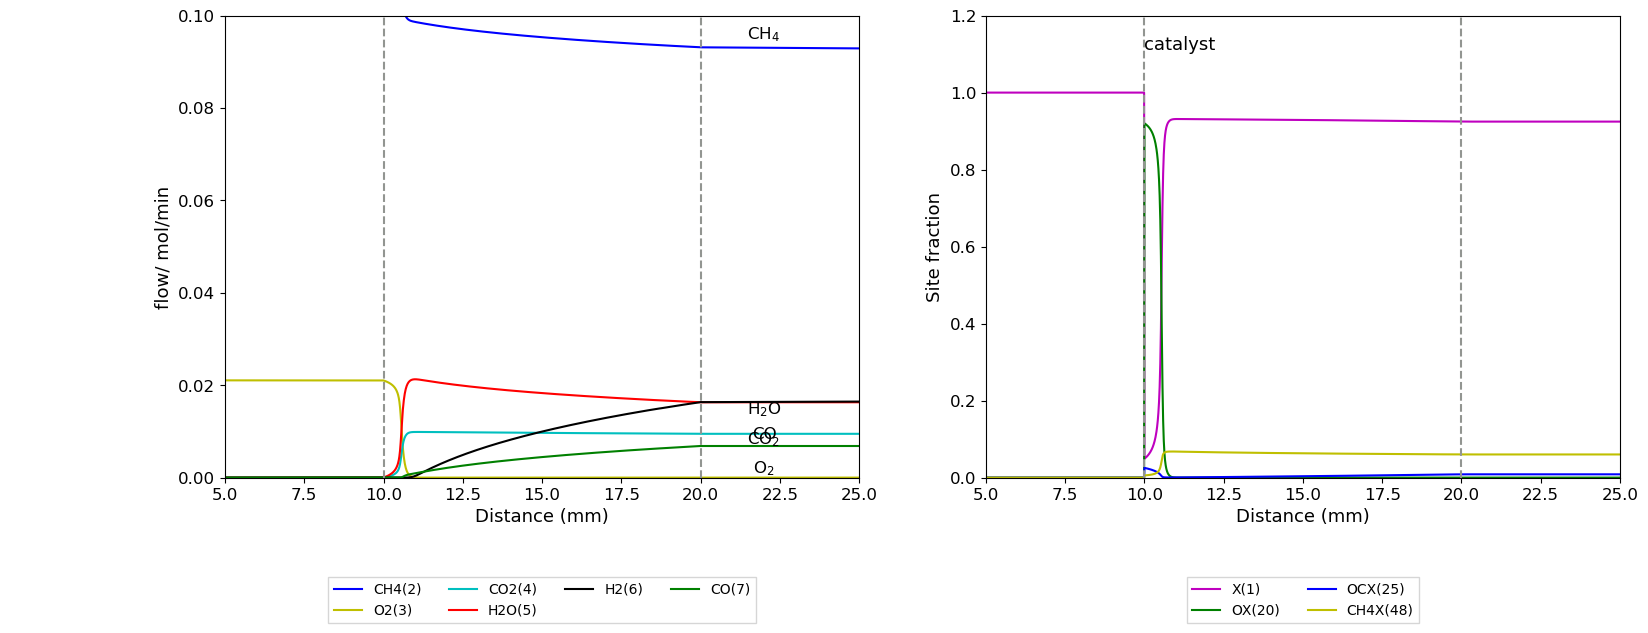 0.10
0.08
0.06
0.04
0.02
0.00
flow/ mol/min
CH₄
H₂O
CO
CO₂
O₂
5.0 7.5 10.0 12.5 15.0 17.5 20.0 22.5 25.0
Distance (mm)
CH4(2) CO2(4) H2(6) CO(7)
O2(3) H2O(5)
1.2
1.0
0.8
0.6
0.4
0.2
0.0
Site fraction
catalyst
5.0 7.5 10.0 12.5 15.0 17.5 20.0 22.5 25.0
Distance (mm)
X(1) OCX(25)
OX(20) CH4X(48)